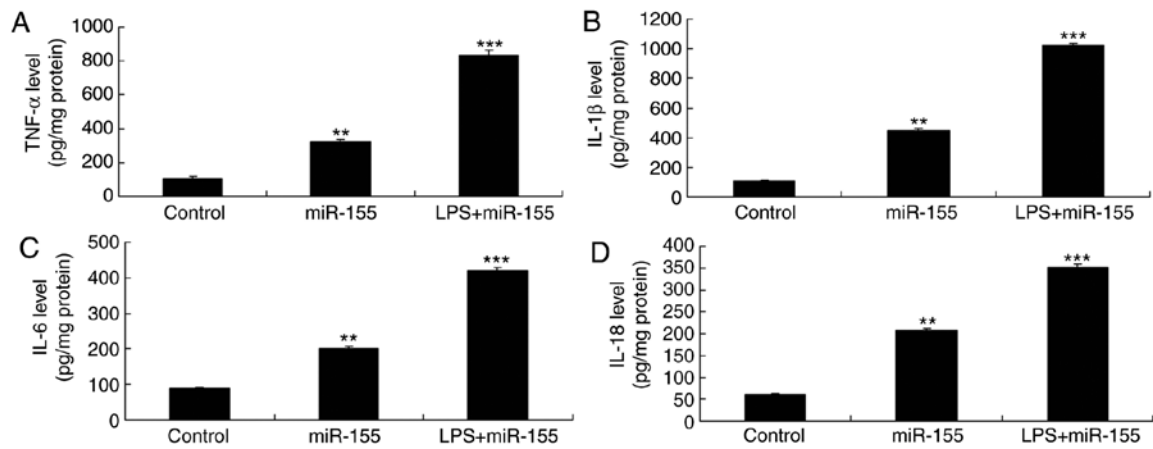 A
TNF-α level
(pg/mg protein)
1000
800
600
400
200
0
**
***
Control
miR-155
LPS+miR-155
B
IL-1β level
(pg/mg protein)
1200
1000
800
600
400
200
0
**
***
Control
miR-155
LPS+miR-155
C
IL-6 level
(pg/mg protein)
500
400
300
200
100
0
**
***
Control
miR-155
LPS+miR-155
D
IL-18 level
(pg/mg protein)
400
350
300
250
200
150
100
50
0
**
***
Control
miR-155
LPS+miR-155